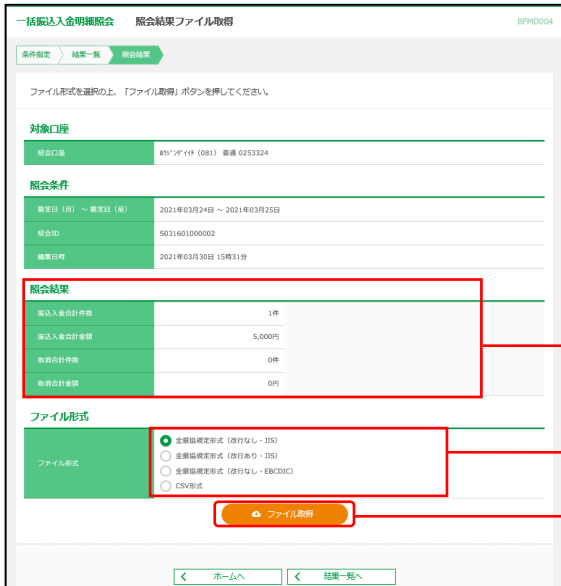 一括振込入金明細照会 照会結果ファイル取得 BFMD004
条件指定 結果一覧 照会結果
ファイル形式を選択の上、「ファイル取得」ボタンを押してください。
対象口座
照会口座 (081) 普通 0253324
照会条件
勘定日(自)~勘定日(至) 2021年03月24日 ~ 2021年03月25日
照会ID S031601000002
編集日時 2021年03月30日 15時31分
照会結果
振込入金合計件数 1件
振込入金合計金額 5,000円
取消合計件数 0件
取消合計金額 0円
ファイル形式
ファイル形式
全銀協規定形式(改行なし・JIS)
全銀協規定形式(改行あり・JIS)
全銀協規定形式(改行なし・EBCDIC)
CSV形式
ファイル取得
ホームへ 結果一覧へ